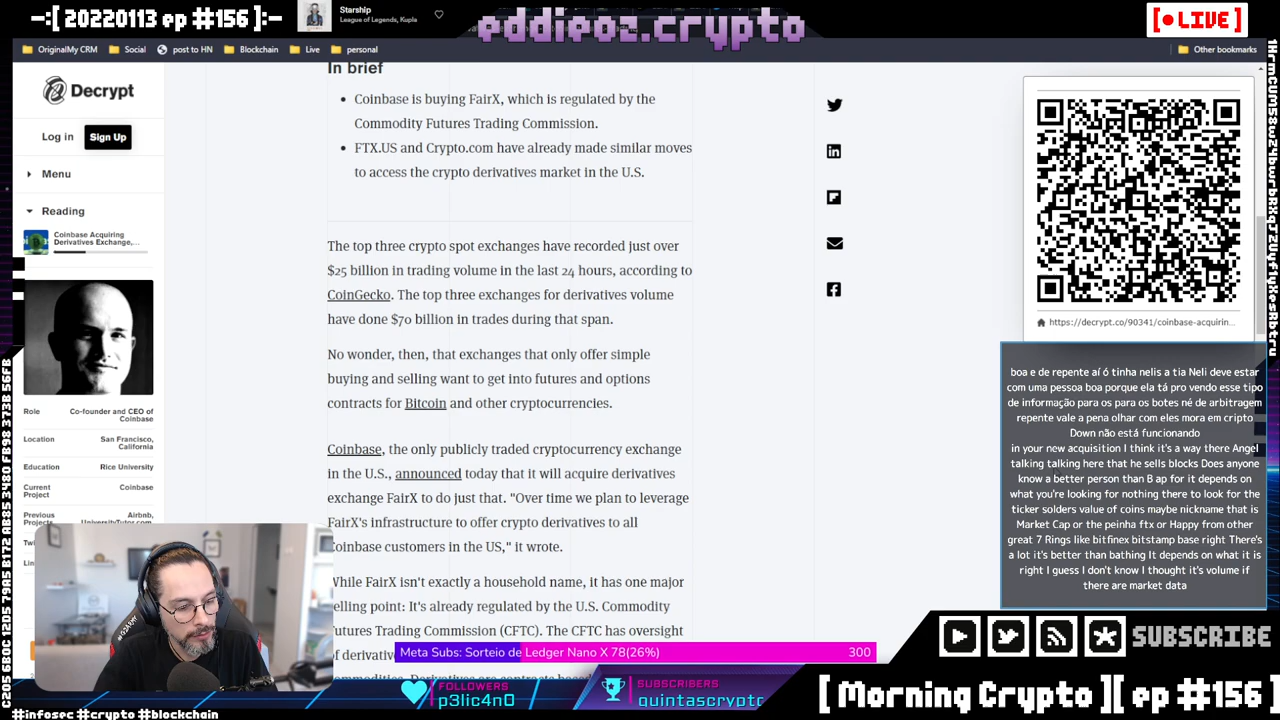 -:[ 20220113 ep #156 ]:-
Starship
League of Legends, Kupla
eddieoz.crypto
[ LIVE ]
OriginalMy CRM
Social
post to HN
Blockchain
Live
personal
Other bookmarks
Decrypt
Log in
Sign Up
Menu
Reading
Coinbase Acquiring
Derivatives Exchange,...
Role
Co-founder and CEO of
Coinbase
Location
San Francisco,
California
Education
Rice University
Current
Project
Coinbase
Previous
Projects
Airbnb,
In brief
Coinbase is buying FairX, which is regulated by the
Commodity Futures Trading Commission.
FTX.US and Crypto.com have already made similar moves
to access the crypto derivatives market in the U.S.
The top three crypto spot exchanges have recorded just over
$25 billion in trading volume in the last 24 hours, according to
CoinGecko. The top three exchanges for derivatives volume
have done $70 billion in trades during that span.
No wonder, then, that exchanges that only offer simple
buying and selling want to get into futures and options
contracts for Bitcoin and other cryptocurrencies.
Coinbase, the only publicly traded cryptocurrency exchange
in the U.S., announced today that it will acquire derivatives
exchange FairX to do just that. "Over time we plan to leverage
FairX's infrastructure to offer crypto derivatives to all
Coinbase customers in the US," it wrote.
While FairX isn't exactly a household name, it has one major
selling point: It's already regulated by the U.S. Commodity
Futures Trading Commission (CFTC). The CFTC has oversight
https://decrypt.co/90341/coinbase-acquirin...
boa e de repente aí ó tinha nelis a tia Neli deve estar
com uma pessoa boa porque ela tá pro vendo esse tipo
de informação para os para os botes né de arbitragem
repente vale a pena olhar com eles mora em cripto
Down não está funcionando
in your new acquisition I think it's a way there Angel
talking talking here that he sells blocks Does anyone
know a better person than B ap for it depends on
what you're looking for nothing there to look for the
ticker solders value of coins maybe nickname that is
Market Cap or the peinha ftx or Happy from other
great 7 Rings like bitfinex bitstamp base right There's
a lot it's better than bathing It depends on what it is
right I guess I don't know I thought it's volume if
there are market data
Meta Subs: Sorteio de Ledger Nano X 78(26%)
300
FOLLOWERS
p3l1c4n0
SUBSCRIBERS
quintascrypto
SUBSCRIBE
[ Morning Crypto ][ ep #156 ]
#infosec #crypto #blockchain
C205 5B0C 12D5 79A5 B172 AB85 3480 FB98 373B 56FB